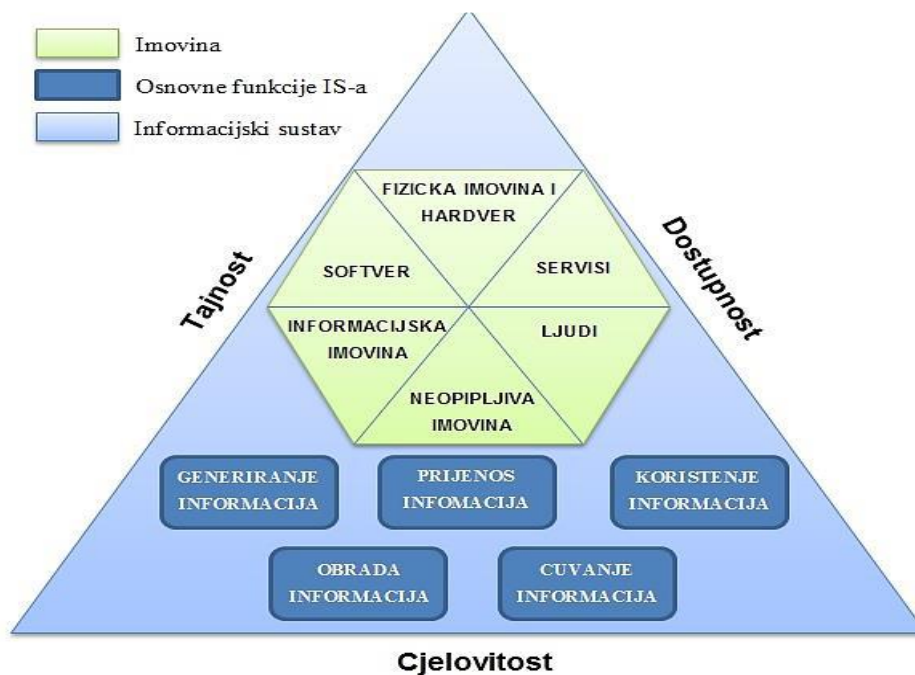 Imovina
Osnovne funkcije IS-a
Informacijski sustav
FIZICKA IMOVINA I
HARDVER
SOFTVER
SERVISI
INFORMACIJSKA
IMOVINA
LJUDI
NEOPIPLJIVA
IMOVINA
Tajnost
Dostupnost
GENERIRANJE
INFORMACIJA
PRIJENOS
INFOMACIJA
KORISTENJE
INFORMACIJA
OBRADA
INFORMACIJA
CUVANJE
INFORMACIJA
Cjelovitost